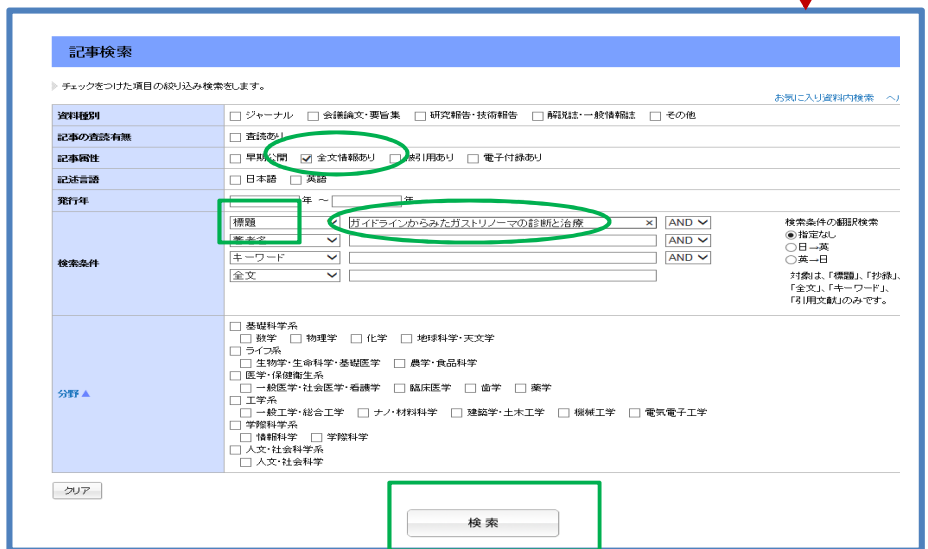 記事検索
チェックをつけた項目の絞り込み検索をします。
お気に入り資料内検索 へ
資料種別 ジャーナル 会議論文・要旨集 研究報告・技術報告 解説誌・一般情報誌 その他
記事の査読有無 査読あり
記事属性 早期公開 全文情報あり 被引用あり 電子付録あり
記述言語 日本語 英語
発行年 年 ~ 年
検索条件
標題 ガイドラインからみたガストリノーマの診断と治療 × AND
著者名 AND
キーワード AND
全文
検索条件の翻訳検索
指定なし
日→英
英→日
対象は、「標題」、「抄録」、
「全文」、「キーワード」、
「引用文献」のみです。
分野▲
基礎科学系
数学 物理学 化学 地球科学・天文学
ライフ系
生物学・生命科学・基礎医学 農学・食品科学
医学・保健衛生系
一般医学・社会医学・看護学 臨床医学 歯学 薬学
工学系
一般工学・総合工学 ナノ・材料科学 建築学・土木工学 機械工学 電気電子工学
学際科学系
情報科学 学際科学
人文・社会科学系
人文・社会科学
クリア
検索